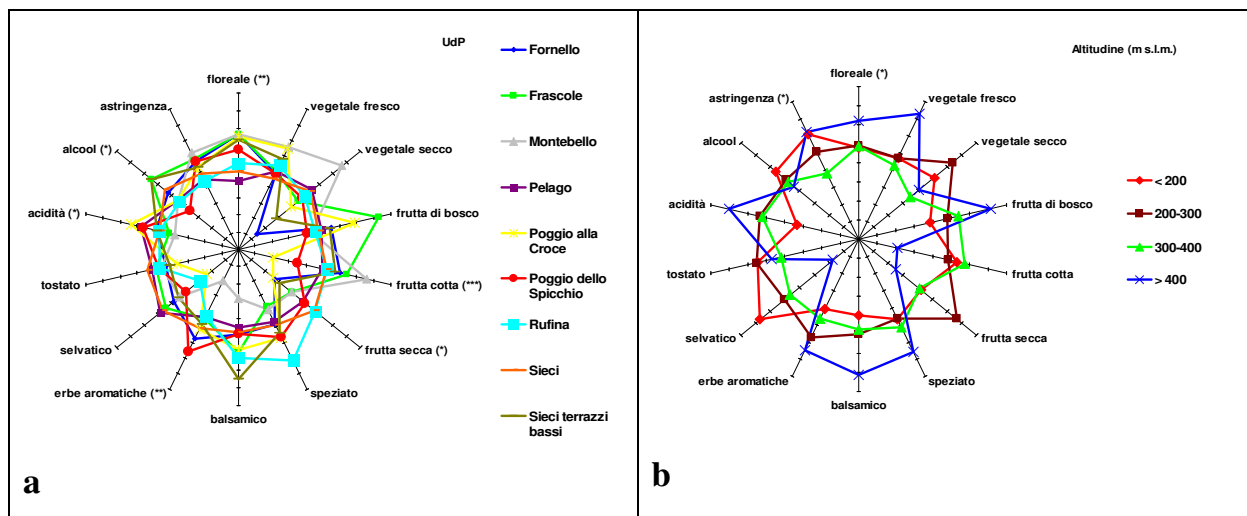 UdP
floreale (**)
vegetale fresco
vegetale secco
frutta di bosco
frutta cotta (***)
frutta secca (*)
speziato
balsamico
erbe aromatiche (**)
selvatico
tostato
acidità (*)
alcool (*)
astringenza
Fornello
Frascole
Montebello
Pelago
Poggio alla
Croce
Poggio dello
Spicchio
Rufina
Sieci
Sieci terrazzi
bassi
a
Altitudine (m s.l.m.)
floreale (*)
vegetale fresco
vegetale secco
frutta di bosco
frutta cotta
frutta secca
speziato
balsamico
erbe aromatiche
selvatico
tostato
acidità
alcool
astringenza (*)
< 200
200-300
300-400
> 400
b